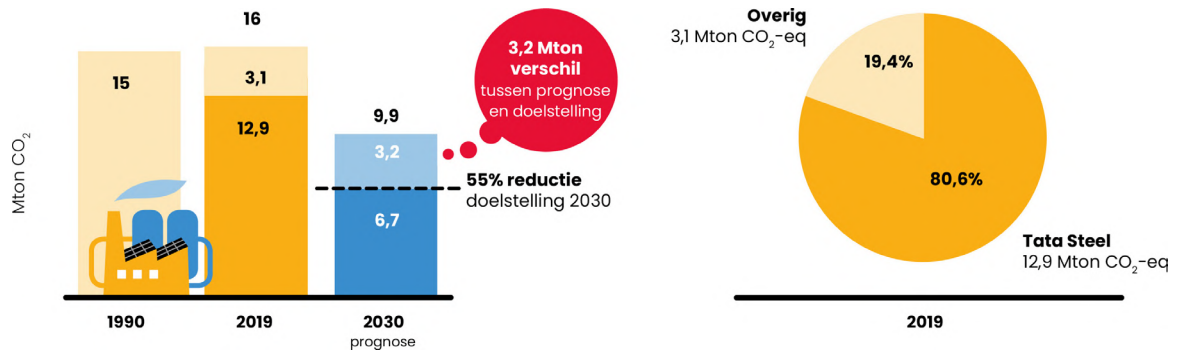 Mton CO₂
15
16
3,1
12,9
9,9
3,2
6,7
3,2 Mton
verschil
tussen prognose
en doelstelling
55% reductie
doelstelling 2030
1990
2019
2030
prognose
Overig
3,1 Mton CO₂-eq
19,4%
80,6%
Tata Steel
12,9 Mton CO₂-eq
2019